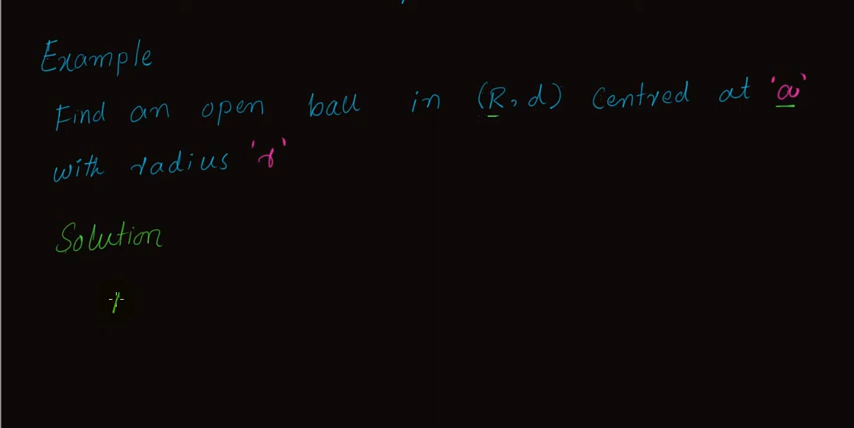 Example
Find an open ball in (R, d) centred at 'a'
with radius 'r'
Solution